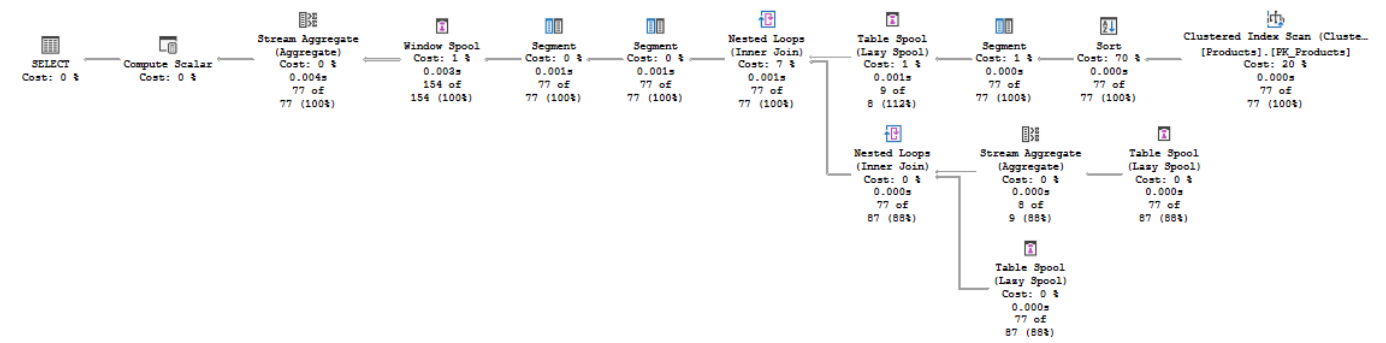 SELECT
Cost: 0 %
Compute Scalar
Cost: 0 %
Stream Aggregate
(Aggregate)
Cost: 0 %
0.004s
77 of
77 (100%)
Window Spool
Cost: 1 %
0.003s
154 of
154 (100%)
Segment
Cost: 0 %
0.001s
77 of
77 (100%)
Segment
Cost: 0 %
0.001s
77 of
77 (100%)
Nested Loops
(Inner Join)
Cost: 7 %
0.001s
77 of
77 (100%)
Table Spool
(Lazy Spool)
Cost: 1 %
0.001s
9 of
8 (112%)
Segment
Cost: 1 %
0.000s
77 of
77 (100%)
Sort
Cost: 70 %
0.000s
77 of
77 (100%)
Clustered Index Scan (Cluste…
[Products].[PK_Products]
Cost: 20 %
0.000s
77 of
77 (100%)
Nested Loops
(Inner Join)
Cost: 0 %
0.000s
77 of
87 (88%)
Stream Aggregate
(Aggregate)
Cost: 0 %
0.000s
8 of
9 (88%)
Table Spool
(Lazy Spool)
Cost: 0 %
0.000s
77 of
87 (88%)
Table Spool
(Lazy Spool)
Cost: 0 %
0.000s
77 of
87 (88%)